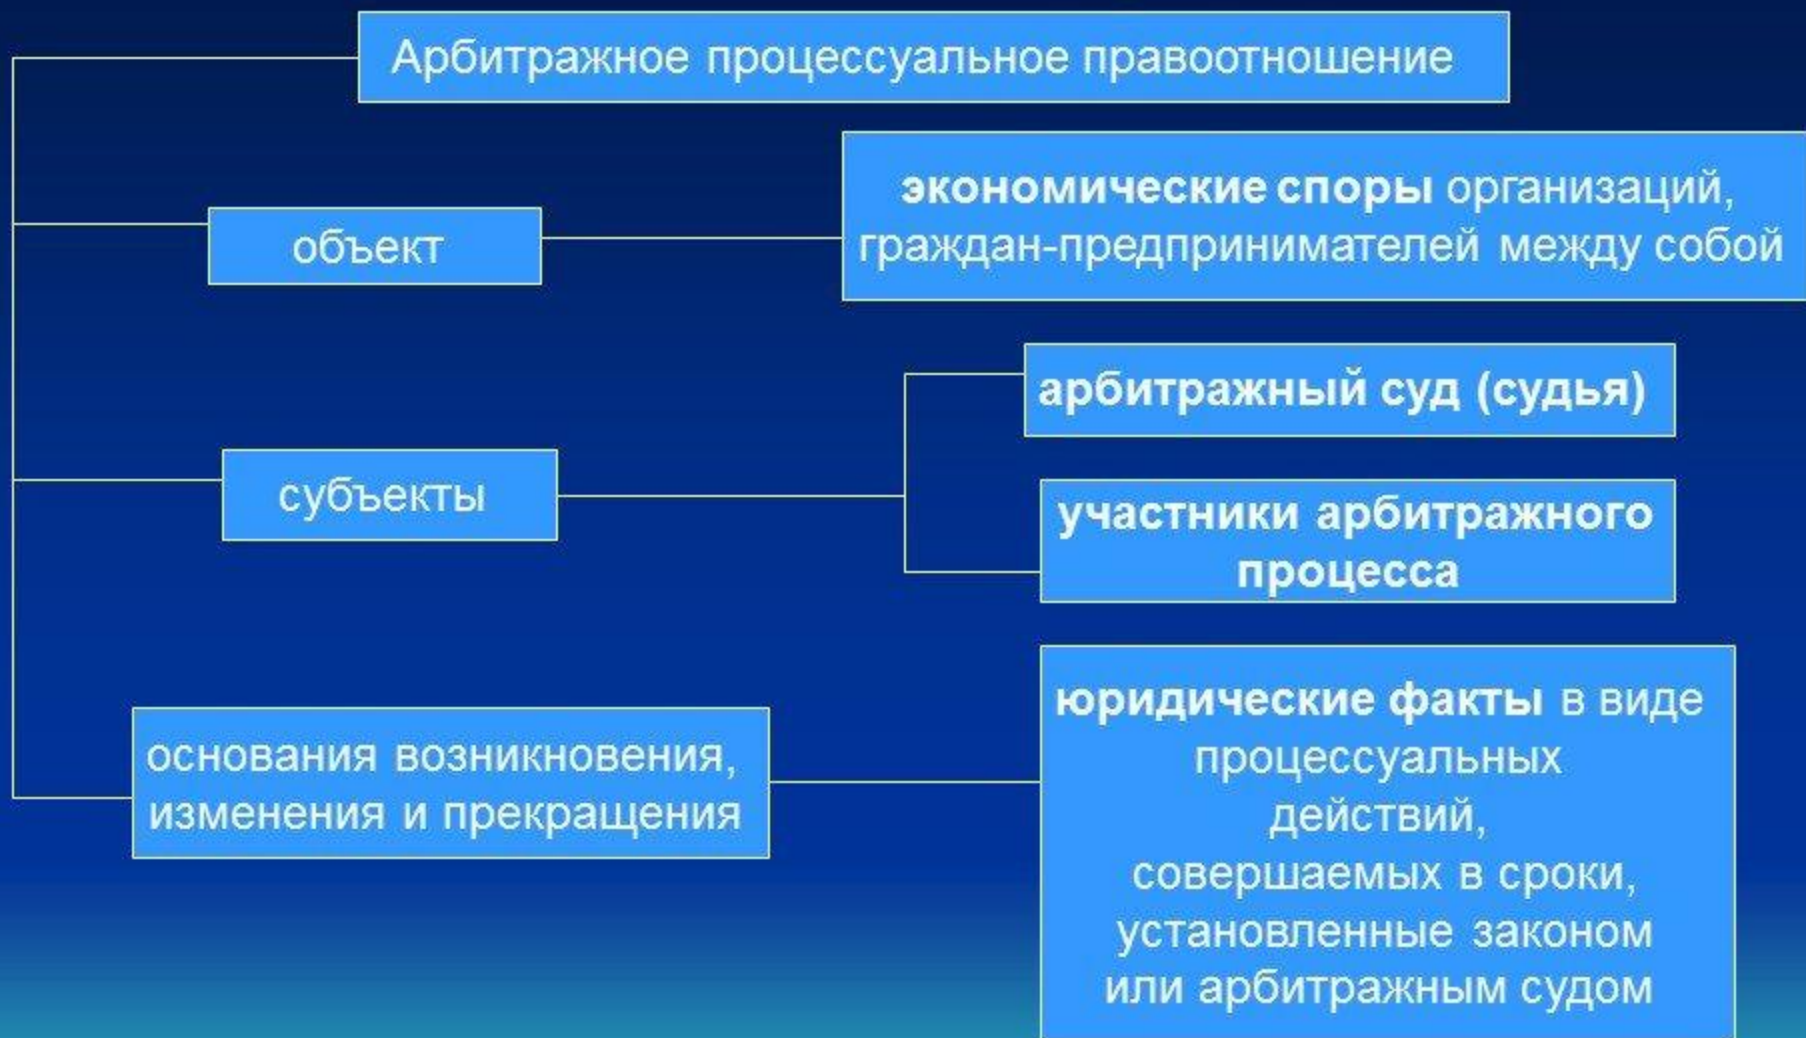 Арбитражное процессуальное правоотношение
экономические споры организаций,
граждан-предпринимателей между собой
объект
арбитражный суд (судья)
субъекты
участники арбитражного
процесса
юридические факты в виде
процессуальных
действий,
совершаемых в сроки,
установленные законом
или арбитражным судом
основания возникновения,
изменения и прекращения